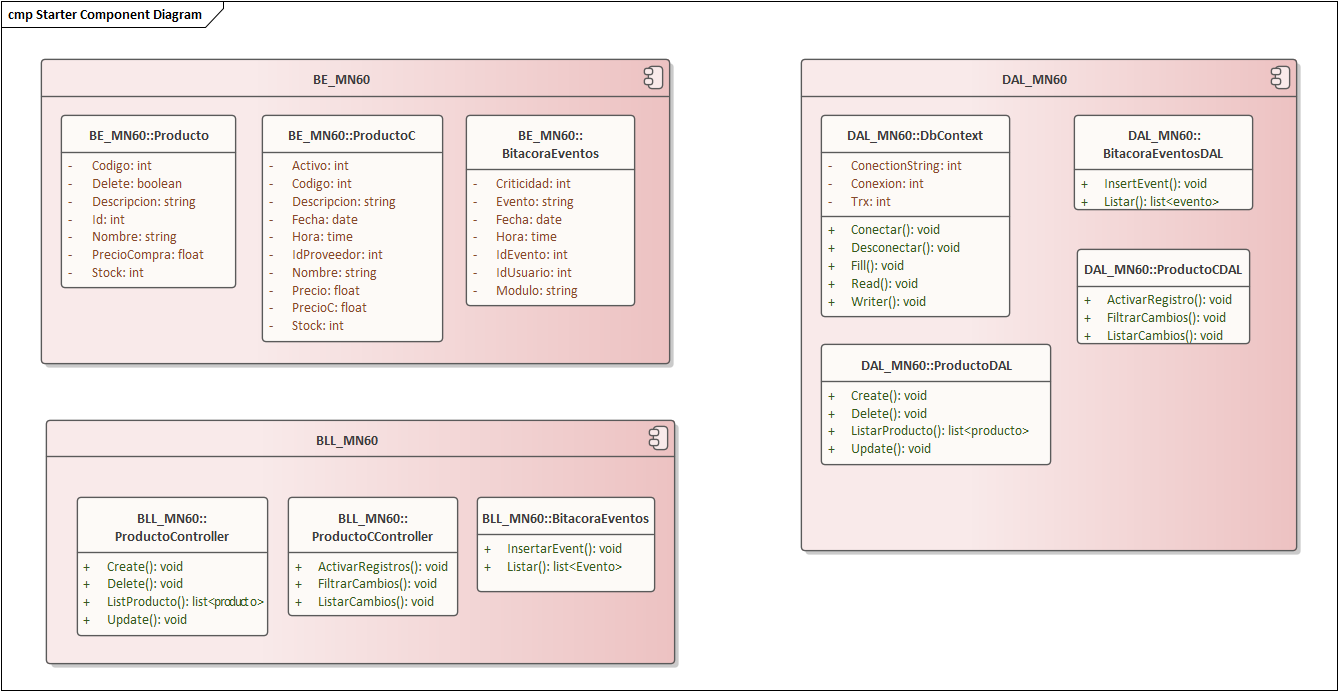 cmp Starter Component Diagram
BE_MN60
BE_MN60::Producto
- Codigo: int
- Delete: boolean
- Descripcion: string
- Id: int
- Nombre: string
- PrecioCompra: float
- Stock: int
BE_MN60::ProductoC
- Activo: int
- Codigo: int
- Descripcion: string
- Fecha: date
- Hora: time
- IdProveedor: int
- Nombre: string
- Precio: float
- PrecioC: float
- Stock: int
BE_MN60::
BitacoraEventos
- Criticidad: int
- Evento: string
- Fecha: date
- Hora: time
- IdEvento: int
- IdUsuario: int
- Modulo: string
DAL_MN60
DAL_MN60::DbContext
- ConectionString: int
- Conexion: int
- Trx: int
+ Conectar(): void
+ Desconectar(): void
+ Fill(): void
+ Read(): void
+ Writer(): void
DAL_MN60::
BitacoraEventosDAL
+ InsertEvent(): void
+ Listar(): list<evento>
DAL_MN60::ProductoCDAL
+ ActivarRegistro(): void
+ FiltrarCambios(): void
+ ListarCambios(): void
DAL_MN60::ProductoDAL
+ Create(): void
+ Delete(): void
+ ListarProducto(): list<producto>
+ Update(): void
BLL_MN60
BLL_MN60::
ProductoController
+ Create(): void
+ Delete(): void
+ ListProducto(): list<producto>
+ Update(): void
BLL_MN60::
ProductoCController
+ ActivarRegistros(): void
+ FiltrarCambios(): void
+ ListarCambios(): void
BLL_MN60::BitacoraEventos
+ InsertarEvent(): void
+ Listar(): list<Evento>